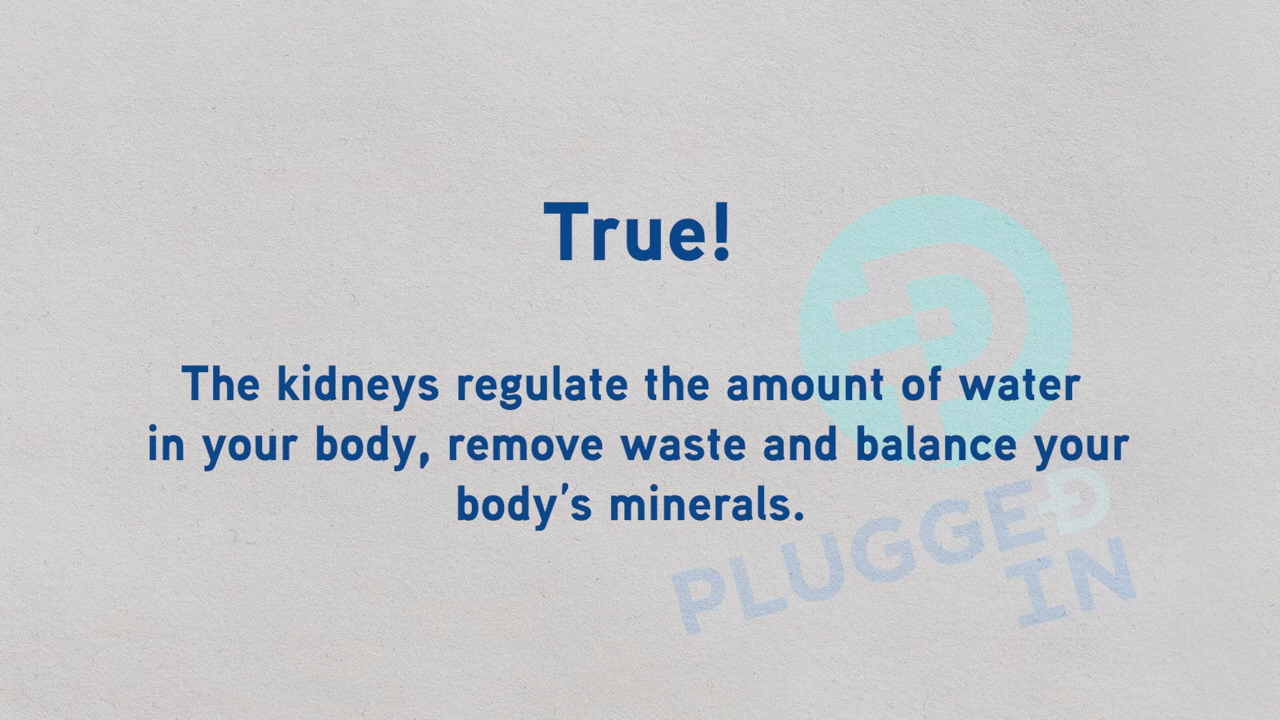 True!
The kidneys regulate the amount of water
in your body, remove waste and balance your
body’s minerals.
PLUGGED
IN